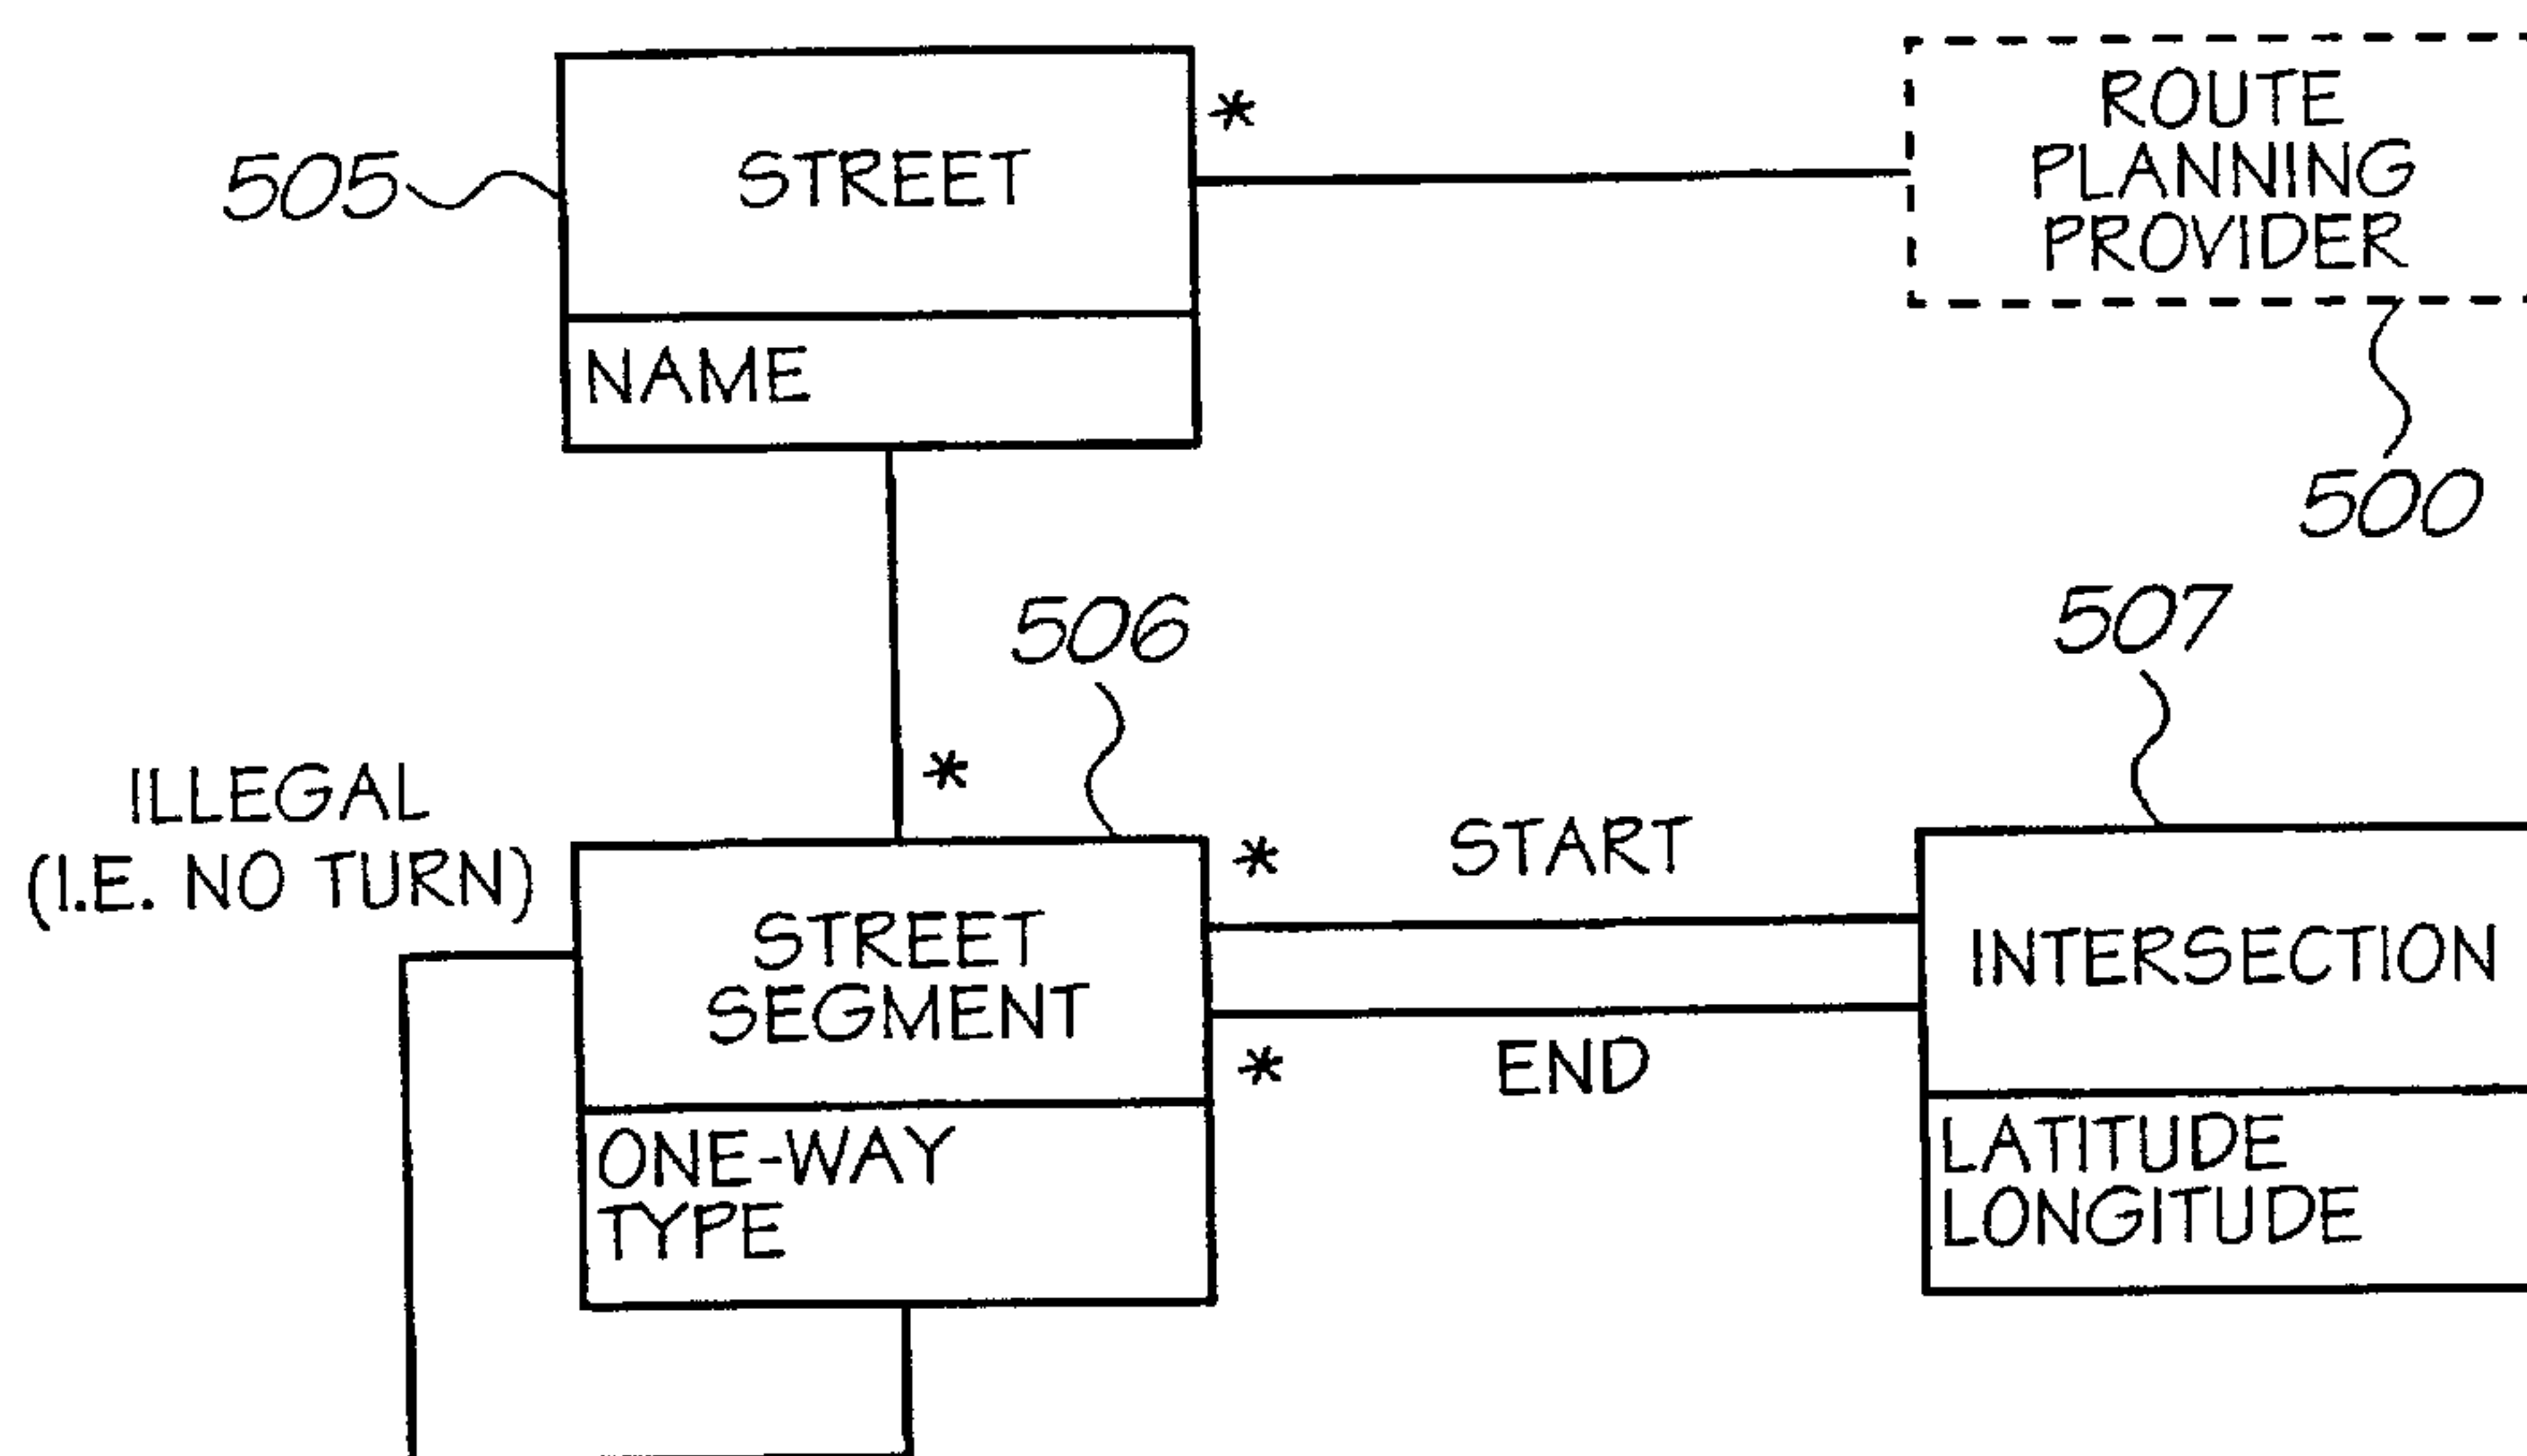 505
STREET
*
NAME
ROUTE
PLANNING
PROVIDER
500
506
507
*
ILLEGAL
(I.E. NO TURN)
STREET
SEGMENT
ONE-WAY
TYPE
*
START
*
END
INTERSECTION
LATITUDE
LONGITUDE